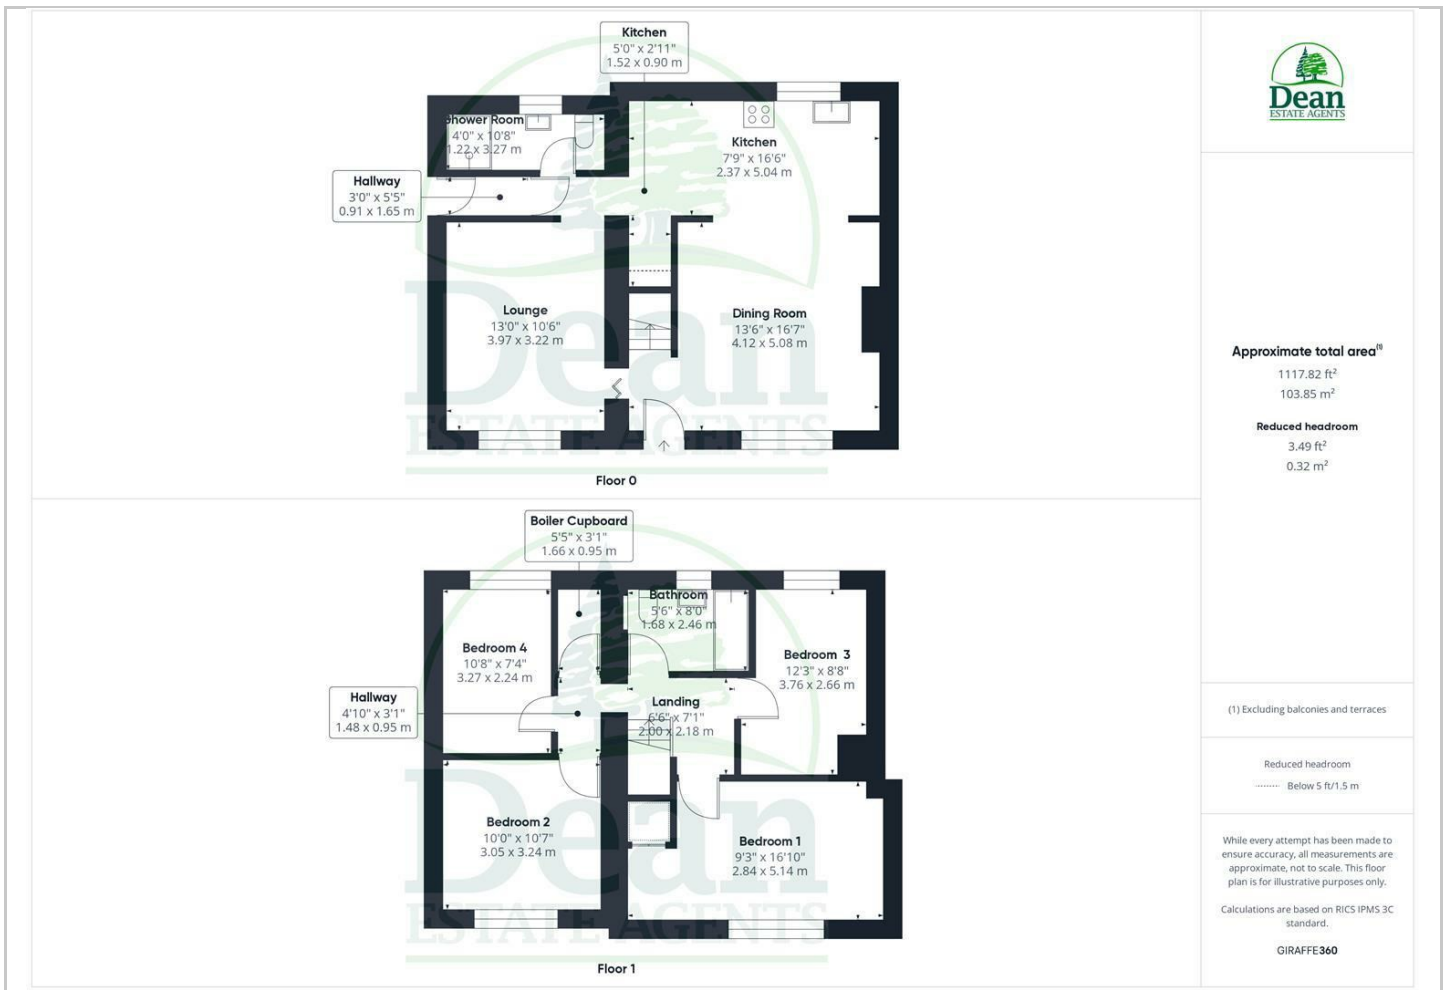 Kitchen
5'0" x 2'11"
1.52 x 0.90 m
Shower Room
4'0" x 10'8"
1.22 x 3.27 m
Kitchen
7'9" x 16'6"
2.37 x 5.04 m
Hallway
3'0" x 5'5"
0.91 x 1.65 m
Lounge
13'0" x 10'6"
3.97 x 3.22 m
Dining Room
13'6" x 16'7"
4.12 x 5.08 m
Dean
ESTATE AGENTS
Floor 0
Boiler Cupboard
5'5" x 3'1"
1.66 x 0.95 m
Bathroom
5'6" x 8'0"
1.68 x 2.46 m
Bedroom 4
10'8" x 7'4"
3.27 x 2.24 m
Bedroom 3
12'3" x 8'8"
3.76 x 2.66 m
Hallway
4'10" x 3'1"
1.48 x 0.95 m
Landing
6'6" x 7'1"
2.00 x 2.18 m
Bedroom 2
10'0" x 10'7"
3.05 x 3.24 m
Bedroom 1
9'3" x 16'10"
2.84 x 5.14 m
Dean
ESTATE AGENTS
Floor 1
Dean
ESTATE AGENTS
Approximate total area(1)
1117.82 ft²
103.85 m²
Reduced headroom
3.49 ft²
0.32 m²
(1) Excluding balconies and terraces
Reduced headroom
Below 5 ft/1.5 m
While every attempt has been made to
ensure accuracy, all measurements are
approximate, not to scale. This floor
plan is for illustrative purposes only.
Calculations are based on RICS IPMS 3C
standard.
GIRAFFE360